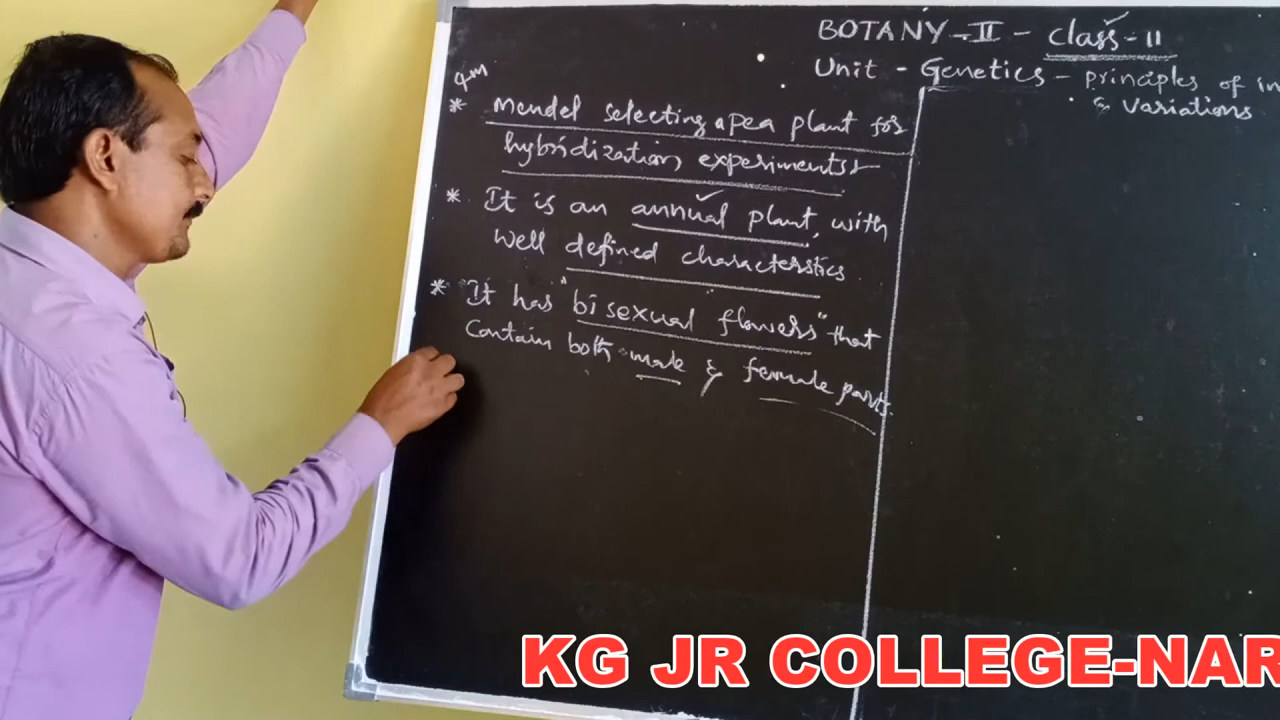 BOTANY-II - Class-11
Unit - Genetics - principles of in
& variations
4m
* Mendel selecting a pea plant for
hybridization experiments:-
* It is an annual plant, with
well defined characterstics
* It has "bisexual flowers" that
Contain both male & female parts.
KG JR COLLEGE-NAR